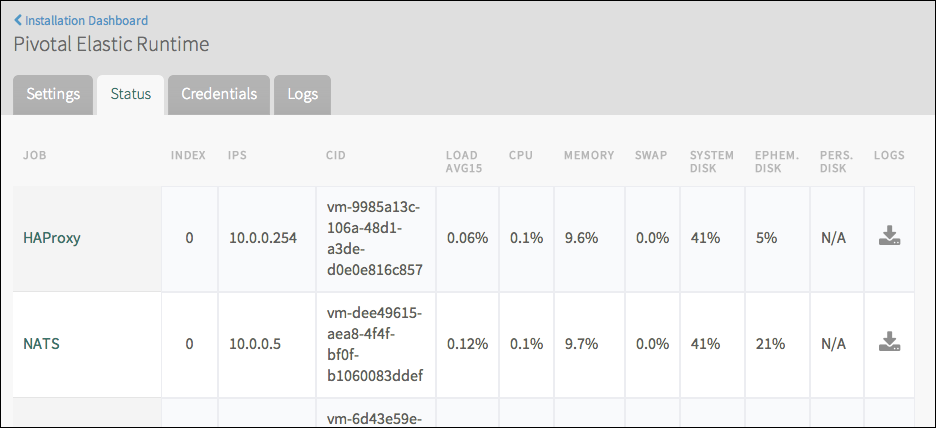 Installation Dashboard
Pivotal Elastic Runtime
Settings Status Credentials Logs
JOB INDEX IPS CID LOAD AVG15 CPU MEMORY SWAP SYSTEM DISK EPHEM. DISK PERS. DISK LOGS
HAProxy 0 10.0.0.254 vm-9985a13c-106a-48d1-a3de-d0e0e816c857 0.06% 0.1% 9.6% 0.0% 41% 5% N/A
NATS 0 10.0.0.5 vm-dee49615-aea8-4f4f-bf0f-b1060083ddef 0.12% 0.1% 9.7% 0.0% 41% 21% N/A
vm-6d43e59e-